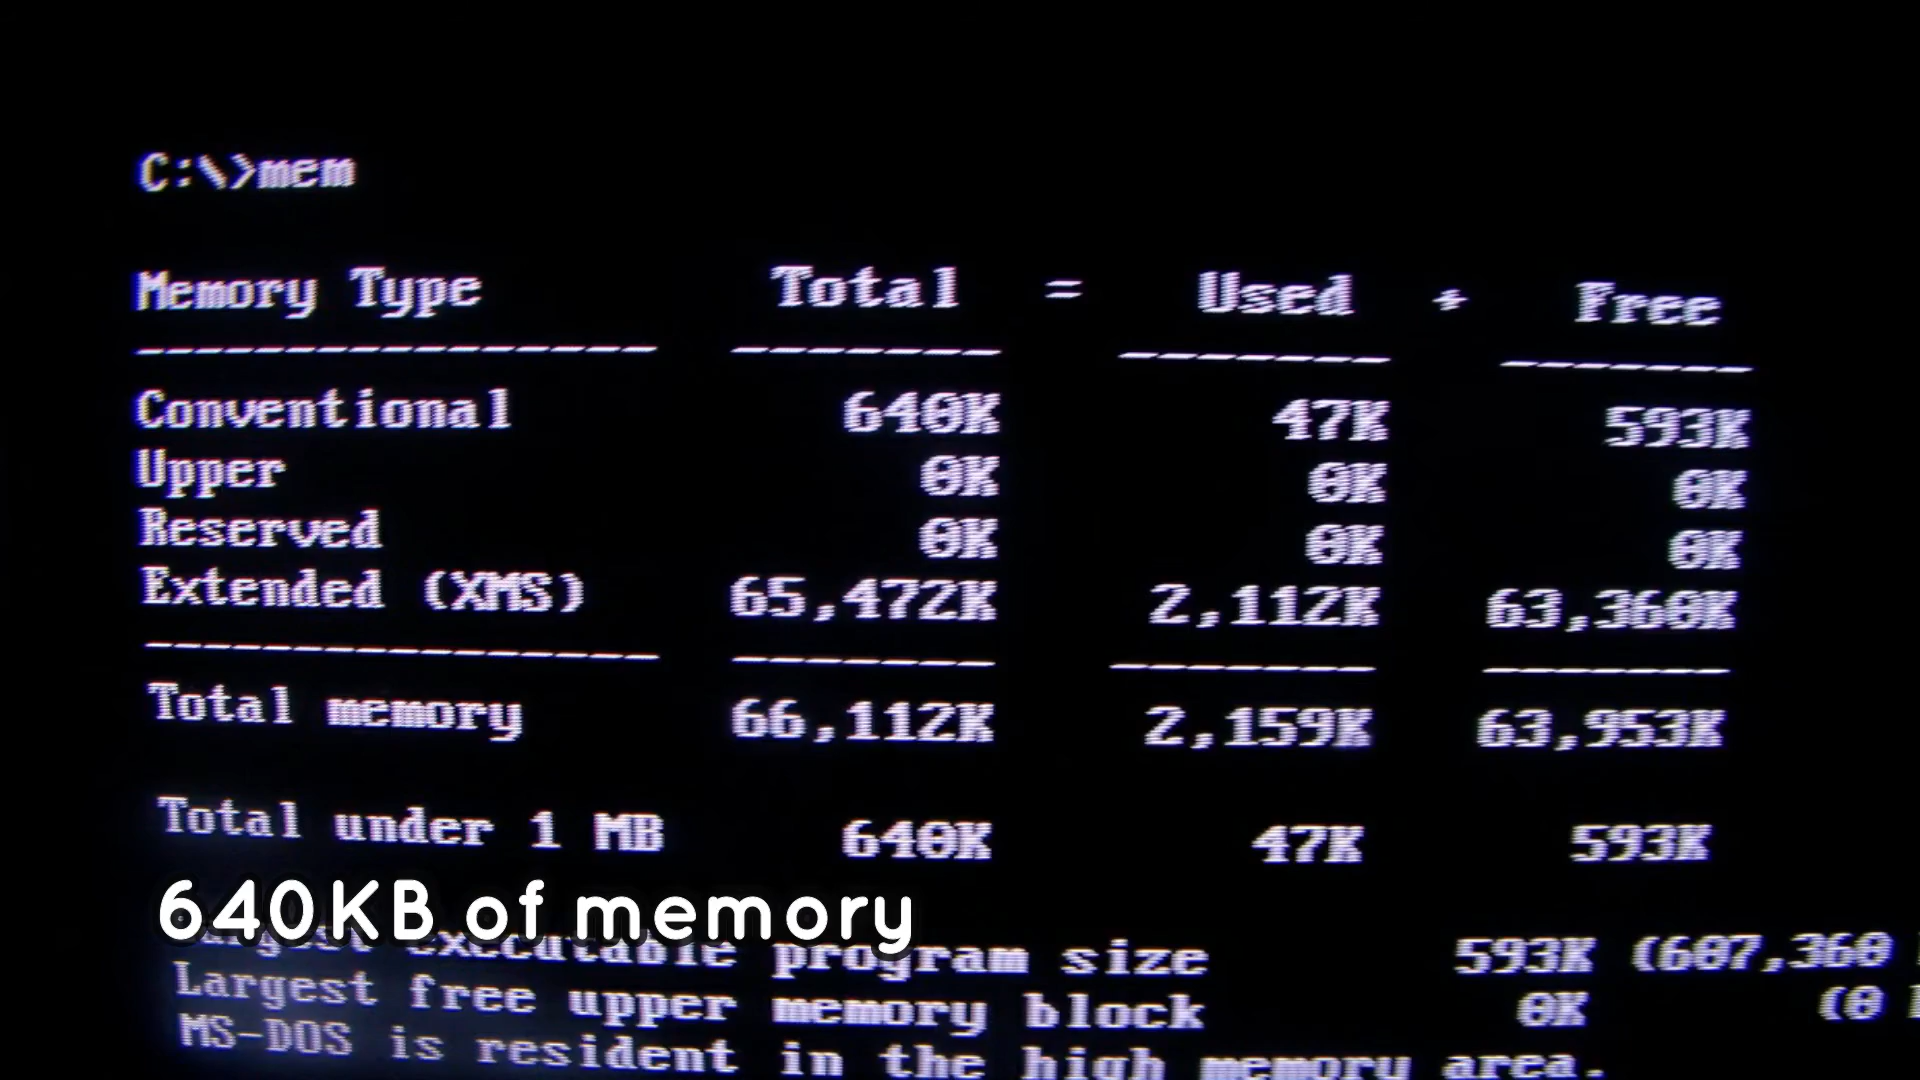 C:\>mem
Memory Type Total = Used + Free
----------------- ------- ------- -------
Conventional 640K 47K 593K
Upper 0K 0K 0K
Reserved 0K 0K 0K
Extended (XMS) 65,472K 2,112K 63,360K
----------------- ------- ------- -------
Total memory 66,112K 2,159K 63,953K
Total under 1 MB 640K 47K 593K
640KB of memory
Largest executable program size 593K (607,360
Largest free upper memory block 0K (0
MS-DOS is resident in the high memory area.